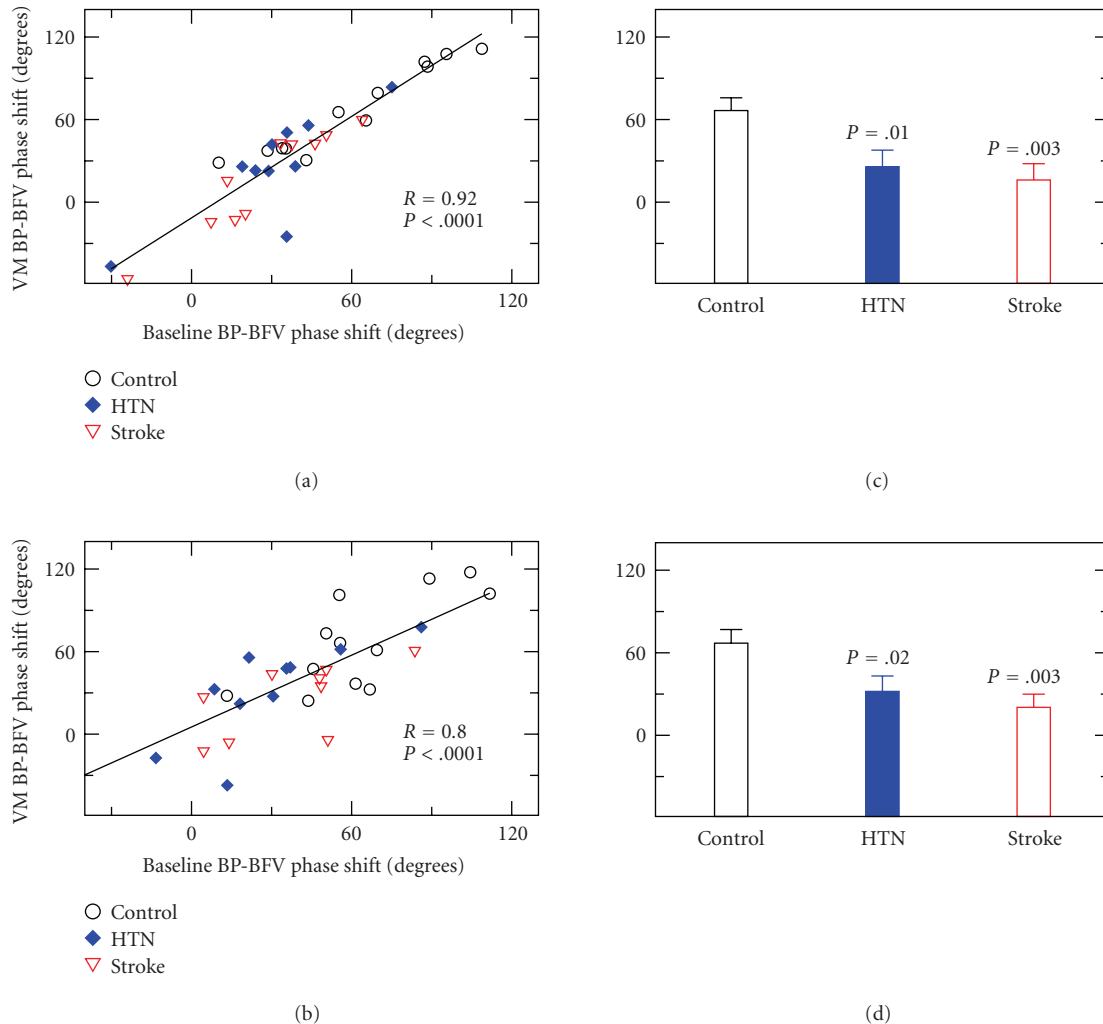 120
60
0
VM BP-BFV phase shift (degrees)
R = 0.92
P < .0001
0
60
120
Baseline BP-BFV phase shift (degrees)
Control
HTN
Stroke
(a)
120
60
0
P = .01
P = .003
Control
HTN
Stroke
(c)
120
60
0
VM BP-BFV phase shift (degrees)
R = 0.8
P < .0001
0
60
120
Baseline BP-BFV phase shift (degrees)
Control
HTN
Stroke
(b)
120
60
0
P = .02
P = .003
Control
HTN
Stroke
(d)